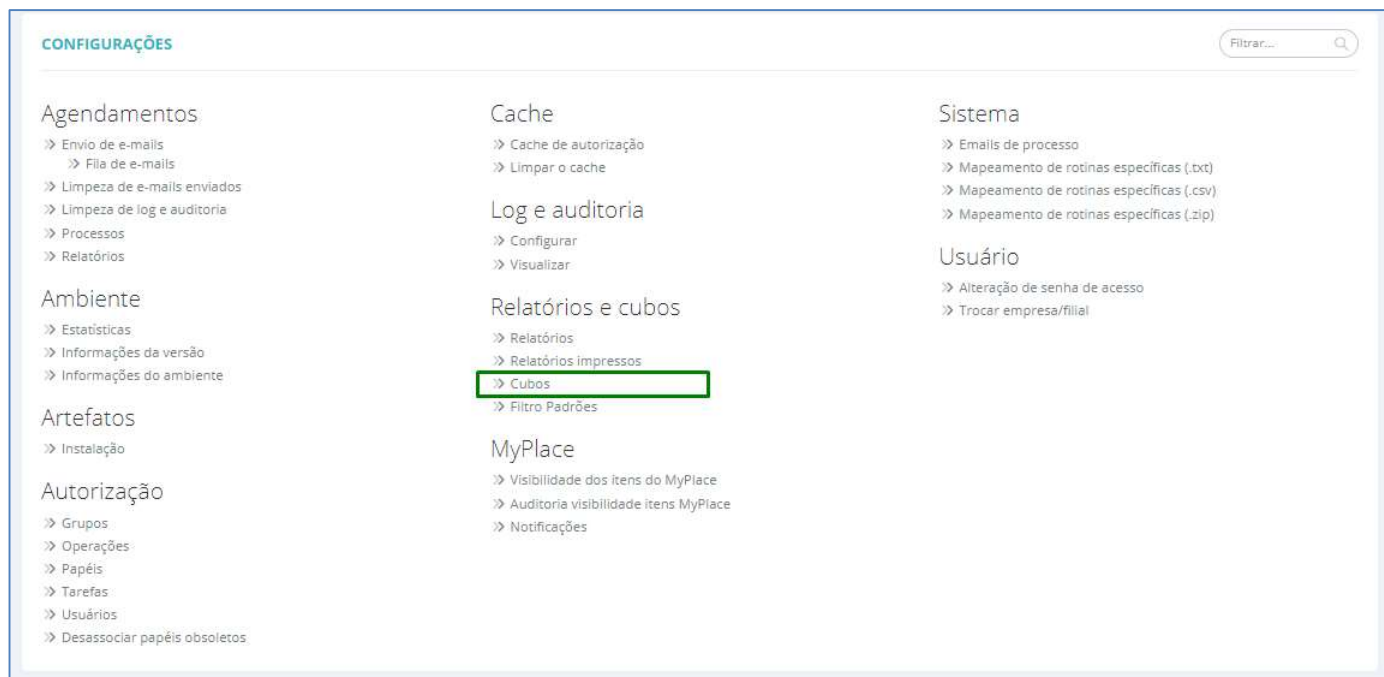 CONFIGURAÇÕES
Filtrar...
Agendamentos
Envio de e-mails
Fila de e-mails
Limpeza de e-mails enviados
Limpeza de log e auditoria
Processos
Relatórios
Ambiente
Estatísticas
Informações da versão
Informações do ambiente
Artefatos
Instalação
Autorização
Grupos
Operações
Papéis
Tarefas
Usuários
Desassociar papéis obsoletos
Cache
Cache de autorização
Limpar o cache
Log e auditoria
Configurar
Visualizar
Relatórios e cubos
Relatórios
Relatórios impressos
Cubos
Filtro Padrões
MyPlace
Visibilidade dos itens do MyPlace
Auditoria visibilidade itens MyPlace
Notificações
Sistema
Emails de processo
Mapeamento de rotinas específicas (.txt)
Mapeamento de rotinas específicas (.csv)
Mapeamento de rotinas específicas (.zip)
Usuário
Alteração de senha de acesso
Trocar empresa/filial